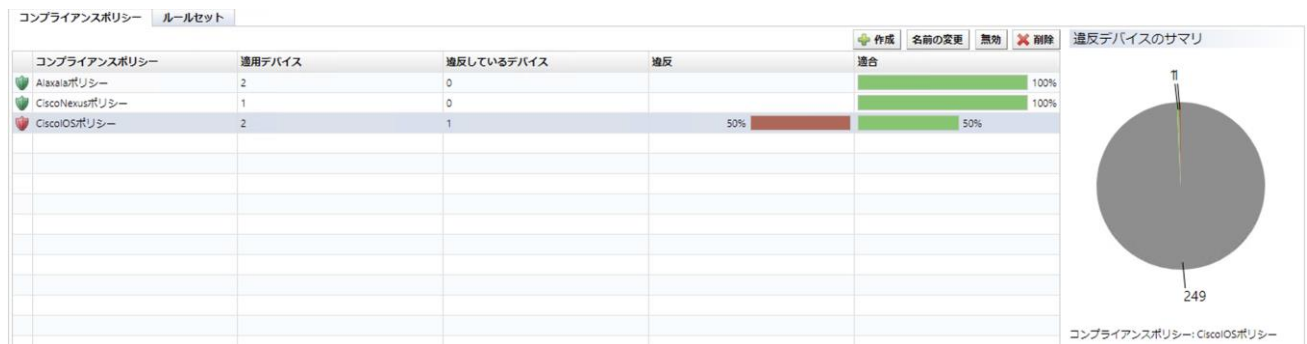 コンプライアンスポリシー ルールセット
作成 名前の変更 無効 削除 違反デバイスのサマリ
コンプライアンスポリシー 適用デバイス 違反しているデバイス 違反 適合
Alaxalaポリシー 2 0 100%
CiscoNexusポリシー 1 0 100%
CiscoIOSポリシー 2 1 50% 50%
249
コンプライアンスポリシー: CiscoIOSポリシー